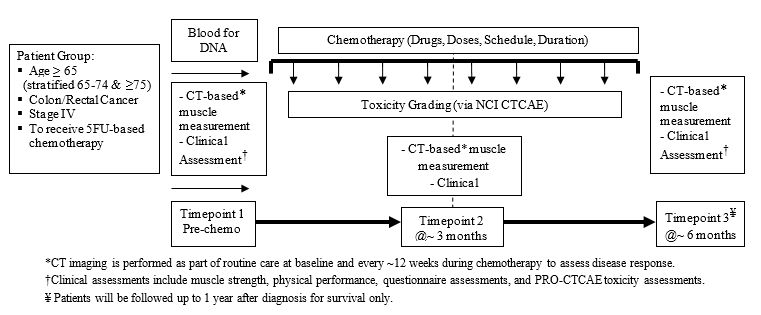 Blood for
DNA
Chemotherapy (Drugs, Doses, Schedule, Duration)
Patient Group:
▪ Age ≥ 65
(stratified 65-74 & ≥75)
▪ Colon/Rectal Cancer
▪ Stage IV
▪ To receive 5FU-based
chemotherapy
- CT-based*
muscle
measurement
- Clinical
Assessment†
Toxicity Grading (via NCI CTCAE)
- CT-based* muscle
measurement
- Clinical
- CT-based*
muscle
measurement
- Clinical
Assessment†
Timepoint 1
Pre-chemo
Timepoint 2
@~ 3 months
Timepoint 3¥
@~ 6 months
*CT imaging is performed as part of routine care at baseline and every ~12 weeks during chemotherapy to assess disease response.
†Clinical assessments include muscle strength, physical performance, questionnaire assessments, and PRO-CTCAE toxicity assessments.
¥ Patients will be followed up to 1 year after diagnosis for survival only.